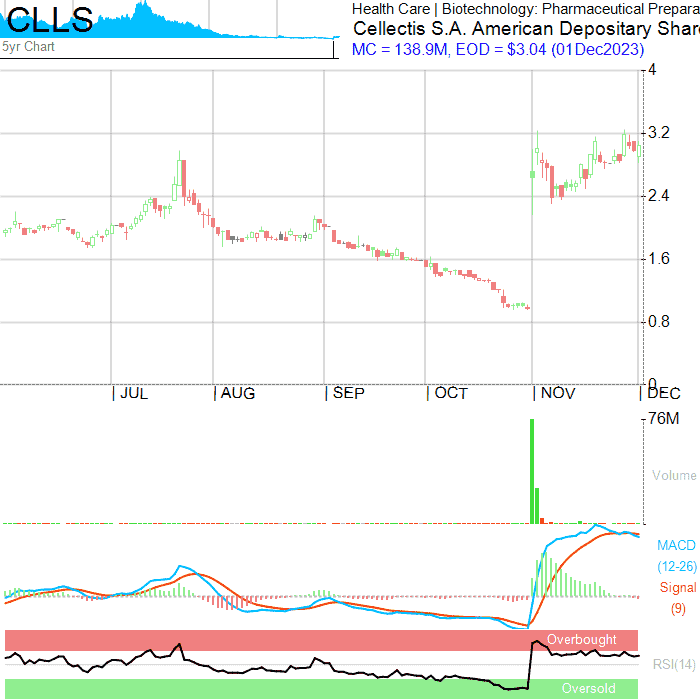 CLLS
5yr Chart
Health Care | Biotechnology: Pharmaceutical Prepara
Cellectis S.A. American Depositary Shar
MC = 138.9M, EOD = $3.04 (01Dec2023)
4
3.2
2.4
1.6
0.8
0
| JUL | AUG | SEP | OCT | NOV | DEC
76M
Volume
MACD
(12-26)
Signal
(9)
Overbought
RSI(14)
Oversold